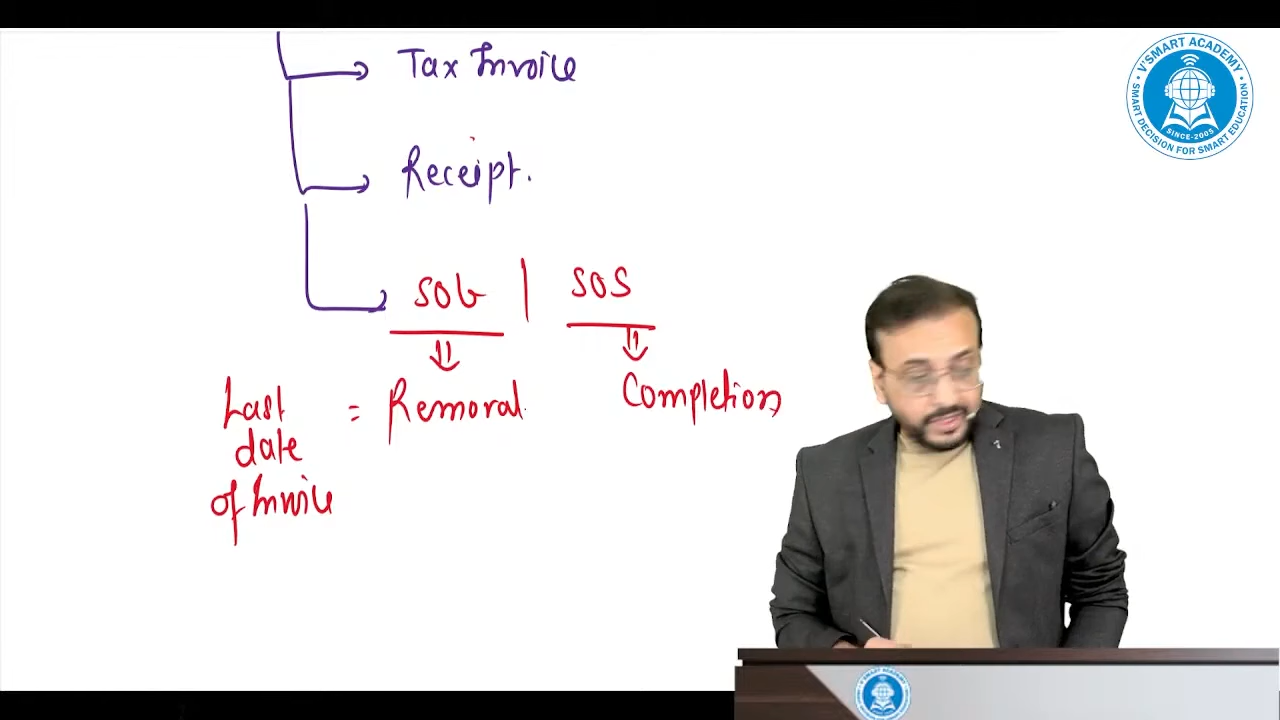 Tax Invoice
V'SMART ACADEMY
SMART DECISION FOR SMART EDUCATION
SINCE-2005
Receipt.
SOG | SOS
Last = Removal Completion
date
of Invoice